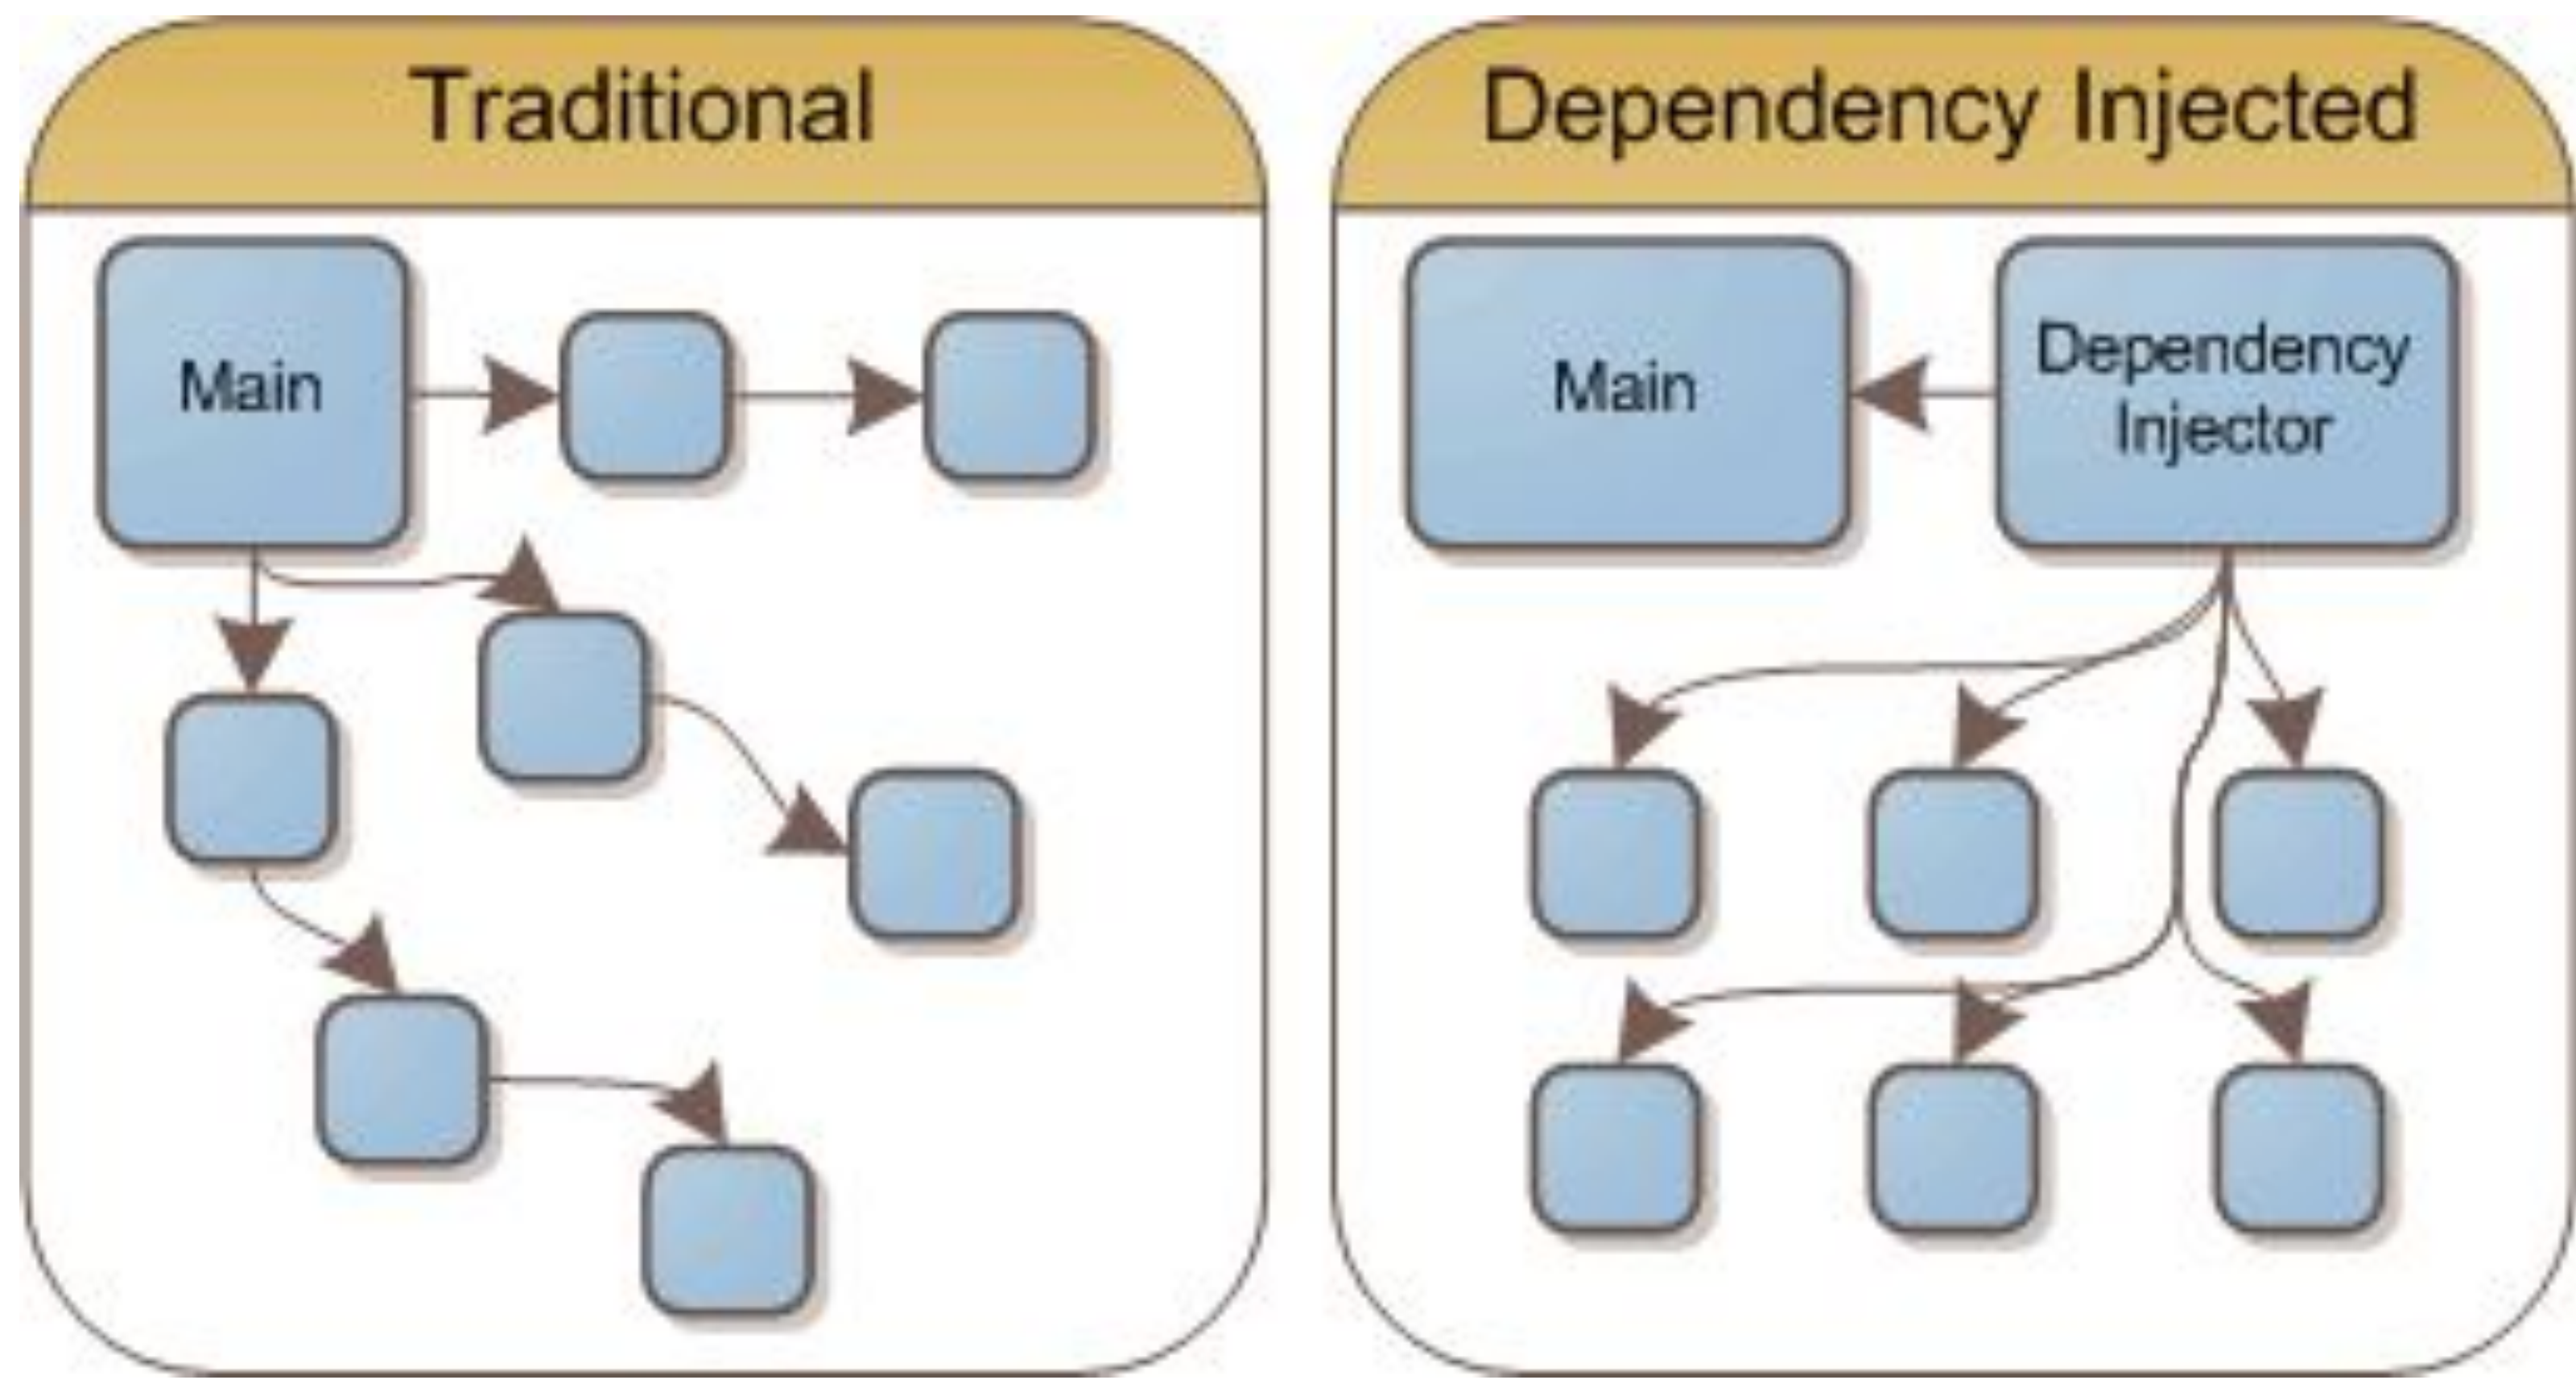 Traditional
Main
Dependency Injected
Main
Dependency
Injector